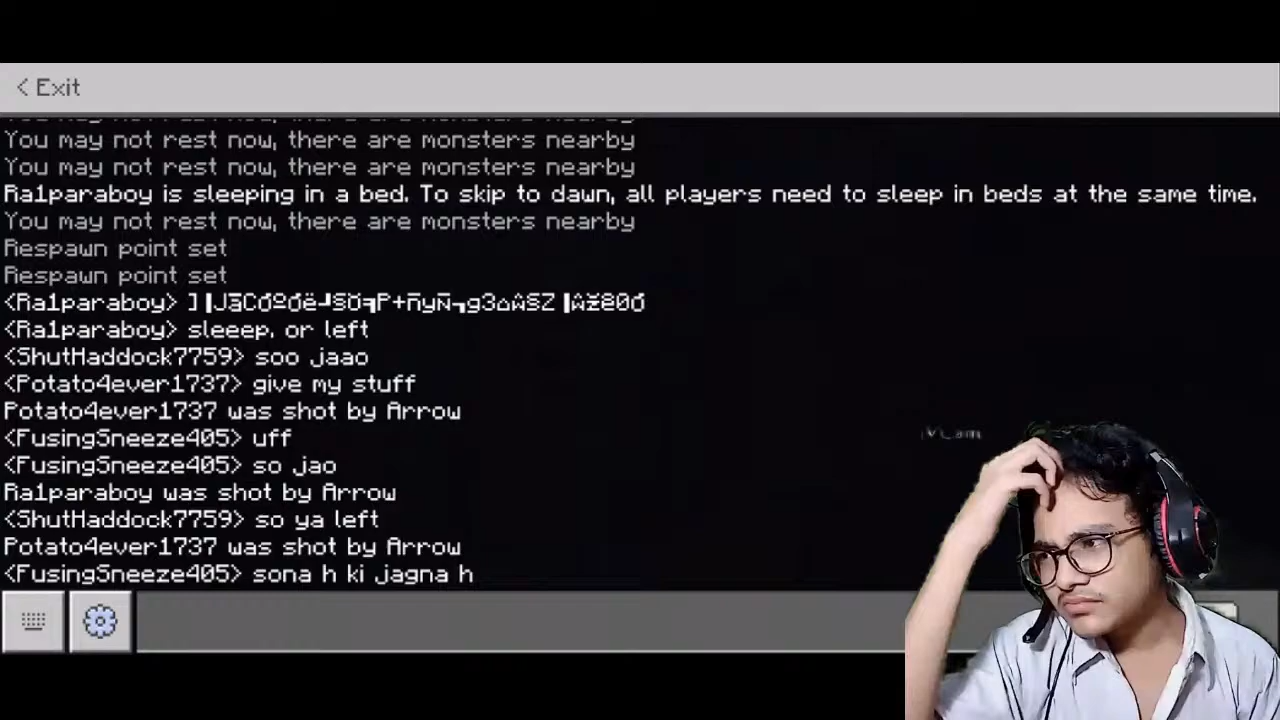 < Exit
You may not rest now, there are monsters nearby
You may not rest now, there are monsters nearby
Ra1paraboy is sleeping in a bed. To skip to dawn, all players need to sleep in beds at the same time.
You may not rest now, there are monsters nearby
Respawn point set
Respawn point set
<Ra1paraboy>
<Ra1paraboy> sleeep. or left
<ShutHaddock7759> soo jaao
<Potato4ever1737> give my stuff
Potato4ever1737 was shot by Arrow
<FusingSneeze405> uff
<FusingSneeze405> so jao
Ra1paraboy was shot by Arrow
<ShutHaddock7759> so ya left
Potato4ever1737 was shot by Arrow
<FusingSneeze405> sona h ki jagna h